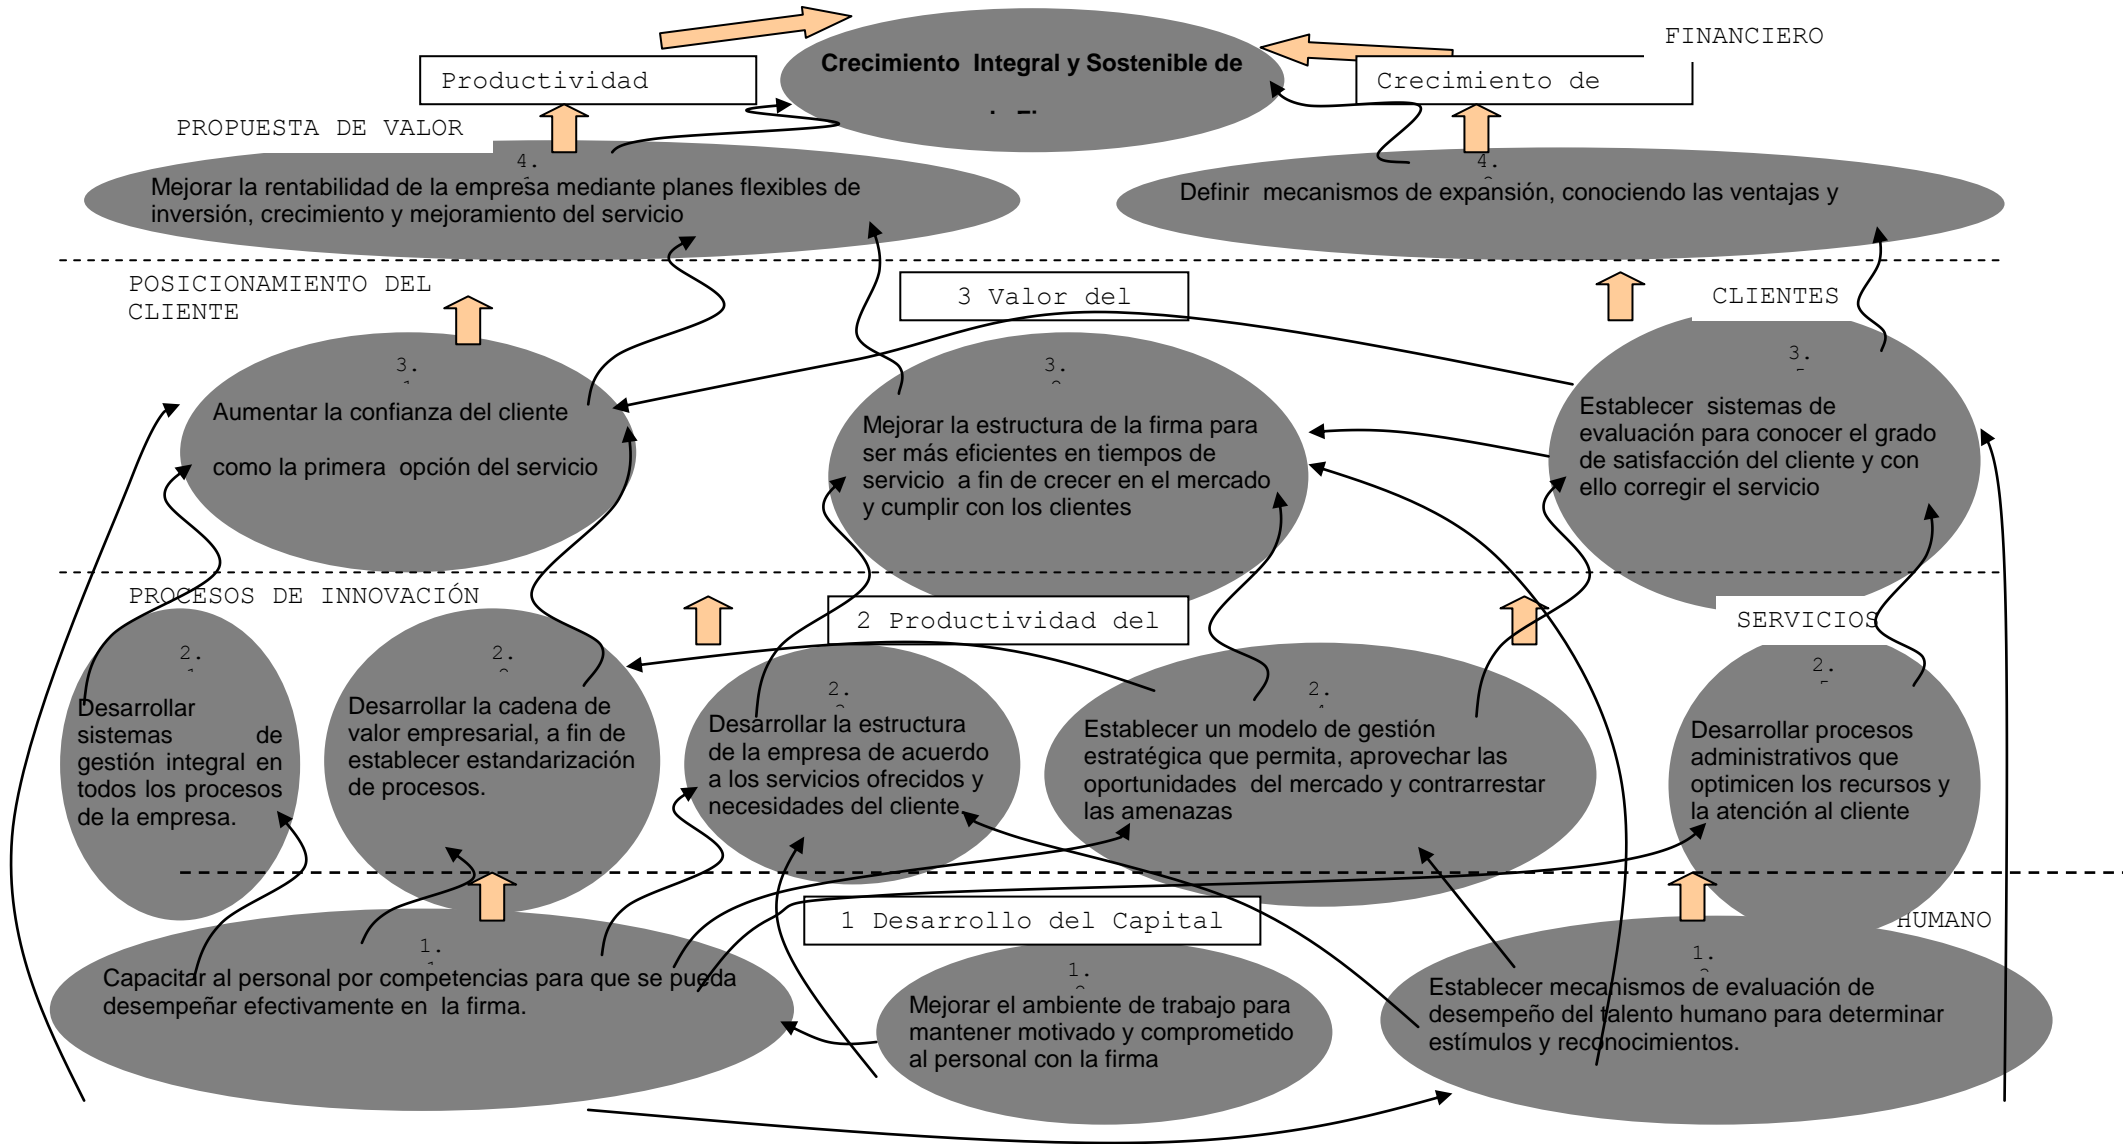 FINANCIERO
Productividad
Crecimiento Integral y Sostenible de
Crecimiento de
PROPUESTA DE VALOR
4.
Mejorar la rentabilidad de la empresa mediante planes flexibles de
inversión, crecimiento y mejoramiento del servicio
4.
Definir mecanismos de expansión, conociendo las ventajas y
POSICIONAMIENTO DEL
CLIENTE
3 Valor del
CLIENTES
3.
Aumentar la confianza del cliente
como la primera opción del servicio
3.
Mejorar la estructura de la firma para
ser más eficientes en tiempos de
servicio a fin de crecer en el mercado
y cumplir con los clientes
3.
Establecer sistemas de
evaluación para conocer el grado
de satisfacción del cliente y con
ello corregir el servicio
PROCESOS DE INNOVACIÓN
2 Productividad del
SERVICIOS
2.
Desarrollar
sistemas de
gestión integral en
todos los procesos
de la empresa.
2.
Desarrollar la cadena de
valor empresarial, a fin de
establecer estandarización
de procesos.
2.
Desarrollar la estructura
de la empresa de acuerdo
a los servicios ofrecidos y
necesidades del cliente.
2.
Establecer un modelo de gestión
estratégica que permita, aprovechar las
oportunidades del mercado y contrarrestar
las amenazas
2.
Desarrollar procesos
administrativos que
optimicen los recursos y
la atención al cliente
1 Desarrollo del Capital
HUMANO
1.
Capacitar al personal por competencias para que se pueda
desempeñar efectivamente en la firma.
1.
Mejorar el ambiente de trabajo para
mantener motivado y comprometido
al personal con la firma
1.
Establecer mecanismos de evaluación de
desempeño del talento humano para determinar
estímulos y reconocimientos.